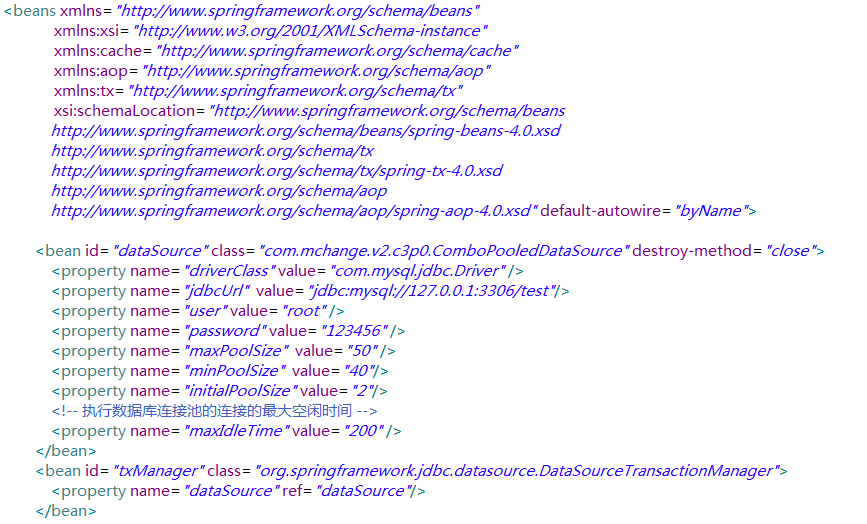 <beans xmlns="http://www.springframework.org/schema/beans"
xmlns:xsi="http://www.w3.org/2001/XMLSchema-instance"
xmlns:cache="http://www.springframework.org/schema/cache"
xmlns:aop="http://www.springframework.org/schema/aop"
xmlns:tx="http://www.springframework.org/schema/tx"
xsi:schemaLocation="http://www.springframework.org/schema/beans
http://www.springframework.org/schema/beans/spring-beans-4.0.xsd
http://www.springframework.org/schema/tx
http://www.springframework.org/schema/tx/spring-tx-4.0.xsd
http://www.springframework.org/schema/aop
http://www.springframework.org/schema/aop/spring-aop-4.0.xsd" default-autowire="byName">
<bean id="dataSource" class="com.mchange.v2.c3p0.ComboPooledDataSource" destroy-method="close">
<property name="driverClass" value="com.mysql.jdbc.Driver" />
<property name="jdbcUrl" value="jdbc:mysql://127.0.0.1:3306/test"/>
<property name="user" value="root" />
<property name="password" value="123456" />
<property name="maxPoolSize" value="50" />
<property name="minPoolSize" value="40"/>
<property name="initialPoolSize" value="2"/>
<!-- 执行数据库连接池的连接的最大空闲时间 -->
<property name="maxIdleTime" value="200" />
</bean>
<bean id="txManager" class="org.springframework.jdbc.datasource.DataSourceTransactionManager">
<property name="dataSource" ref="dataSource"/>
</bean>